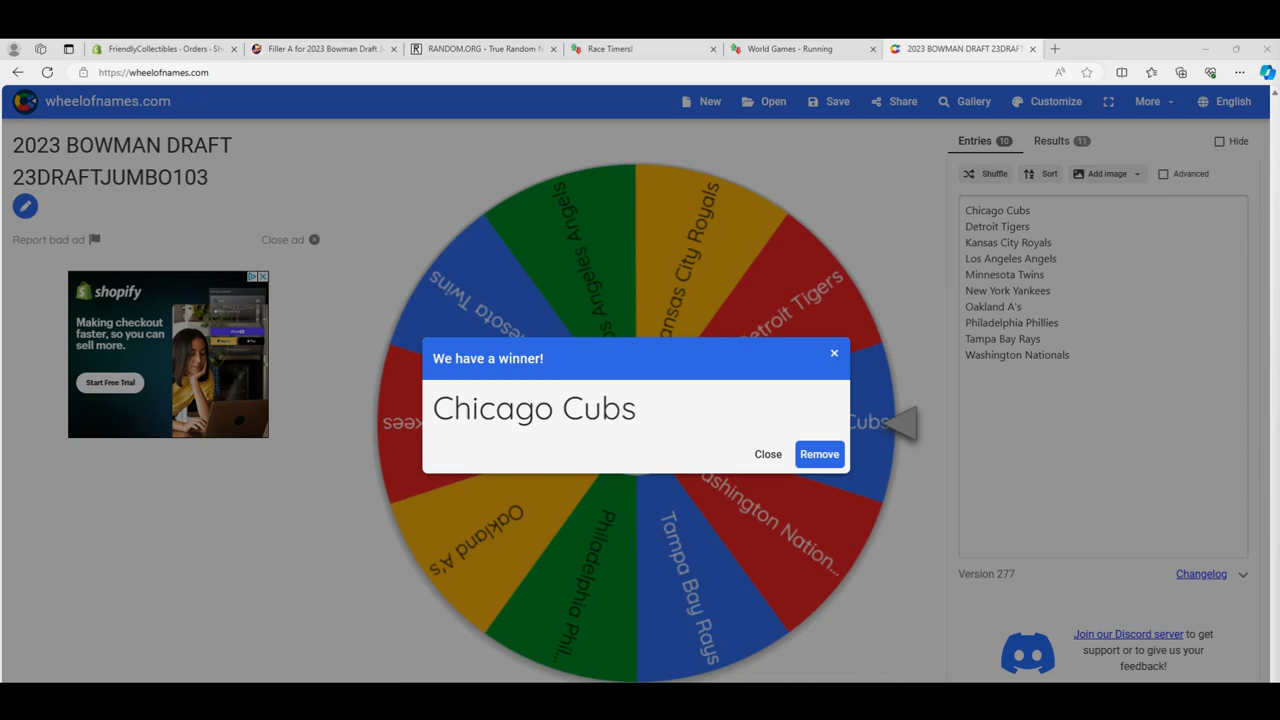 FriendlyCollectibles · Orders · Sh
Filler A for 2023 Bowman Draft J
RANDOM.ORG - True Random N
Race Timers!
World Games - Running
2023 BOWMAN DRAFT 23DRAFT
https://wheelofnames.com
wheelofnames.com
New
Open
Save
Share
Gallery
Customize
More
English
2023 BOWMAN DRAFT
23DRAFTJUMBO103
Report bad ad
Close ad
shopify
Making checkout
faster, so you can
sell more.
Start Free Trial
Los Angeles Angels
Kansas City Royals
Detroit Tigers
Cubs
Washington Nation...
Tampa Bay Rays
Philadelphia Phil...
Oakland A's
kees
nesota Twins
We have a winner!
Chicago Cubs
Close
Remove
Entries 10
Results 11
Hide
Shuffle
Sort
Add image
Advanced
Chicago Cubs
Detroit Tigers
Kansas City Royals
Los Angeles Angels
Minnesota Twins
New York Yankees
Oakland A's
Philadelphia Phillies
Tampa Bay Rays
Washington Nationals
Version 277
Changelog
Join our Discord server to get
support or to give us your
feedback!